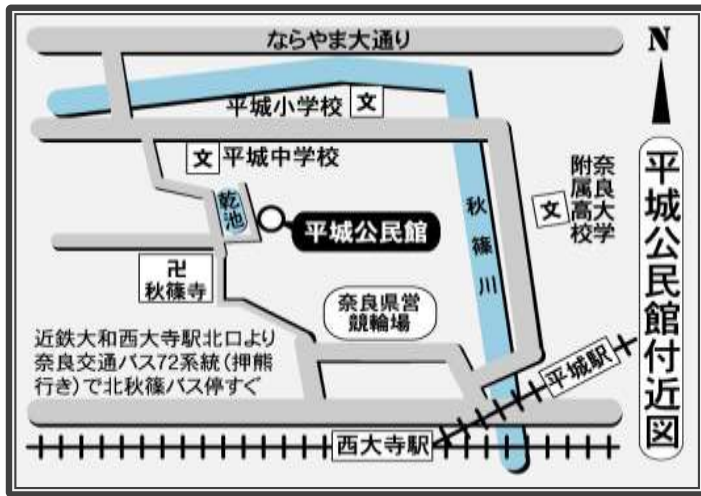 ならやま大通り
N
平城公民館付近図
平城小学校 文
文 平城中学校
奈良大学
附属高校
文
乾池
平城公民館
秋篠川
卍
秋篠寺
奈良県営
競輪場
近鉄大和西大寺駅北口より
奈良交通バス72系統(押熊
行き)で北秋篠バス停すぐ
平城駅
西大寺駅